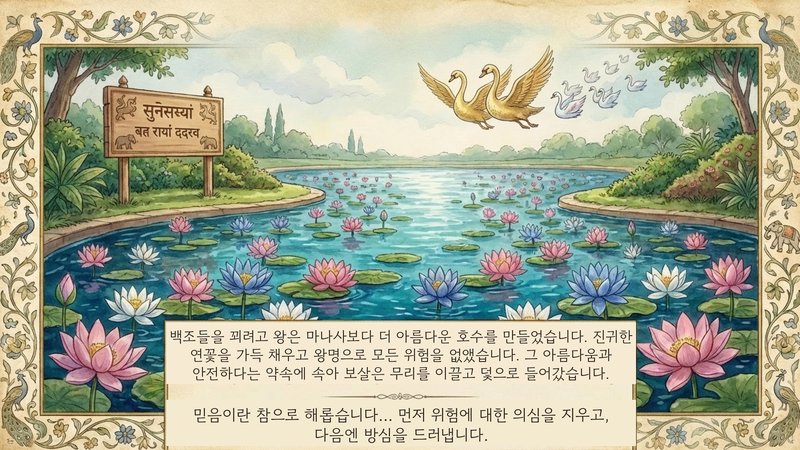 सुनेसस्यां
बत रायां ददरव
백조들을 꾀려고 왕은 마나사보다 더 아름다운 호수를 만들었습니다. 진귀한
연꽃을 가득 채우고 왕명으로 모든 위험을 없앴습니다. 그 아름다움과
안전하다는 약속에 속아 보살은 무리를 이끌고 덫으로 들어갔습니다.
믿음이란 참으로 해롭습니다... 먼저 위험에 대한 의심을 지우고,
다음엔 방심을 드러냅니다.